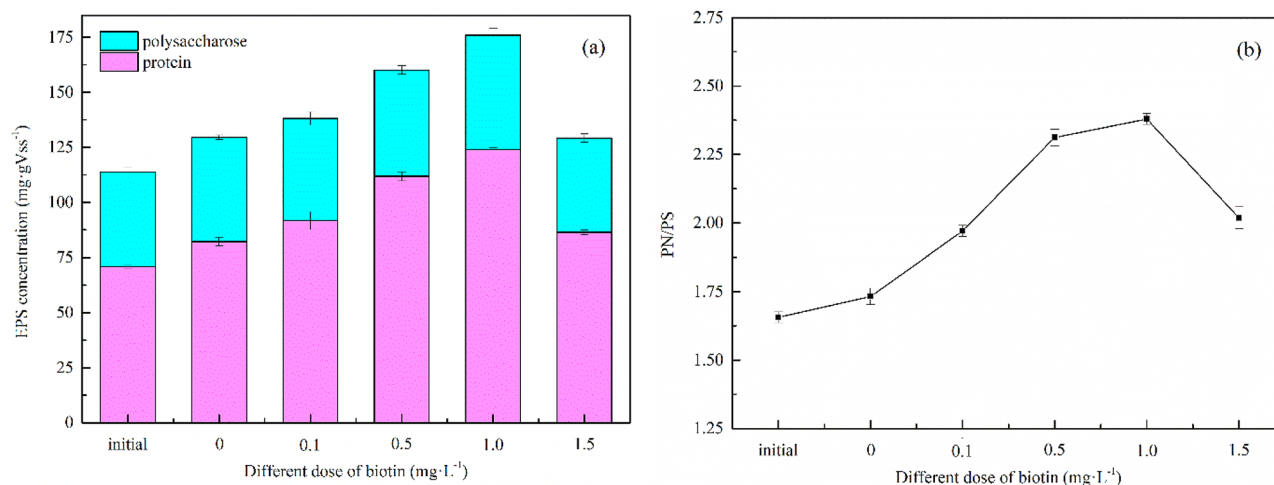 polysaccharose
protein
(a)
EPS concentration (mg·gVss⁻¹)
175
150
125
100
75
50
25
0
initial 0 0.1 0.5 1.0 1.5
Different dose of biotin (mg·L⁻¹)
(b)
PN/PS
2.75
2.50
2.25
2.00
1.75
1.50
1.25
initial 0 0.1 0.5 1.0 1.5
Different dose of biotin (mg·L⁻¹)